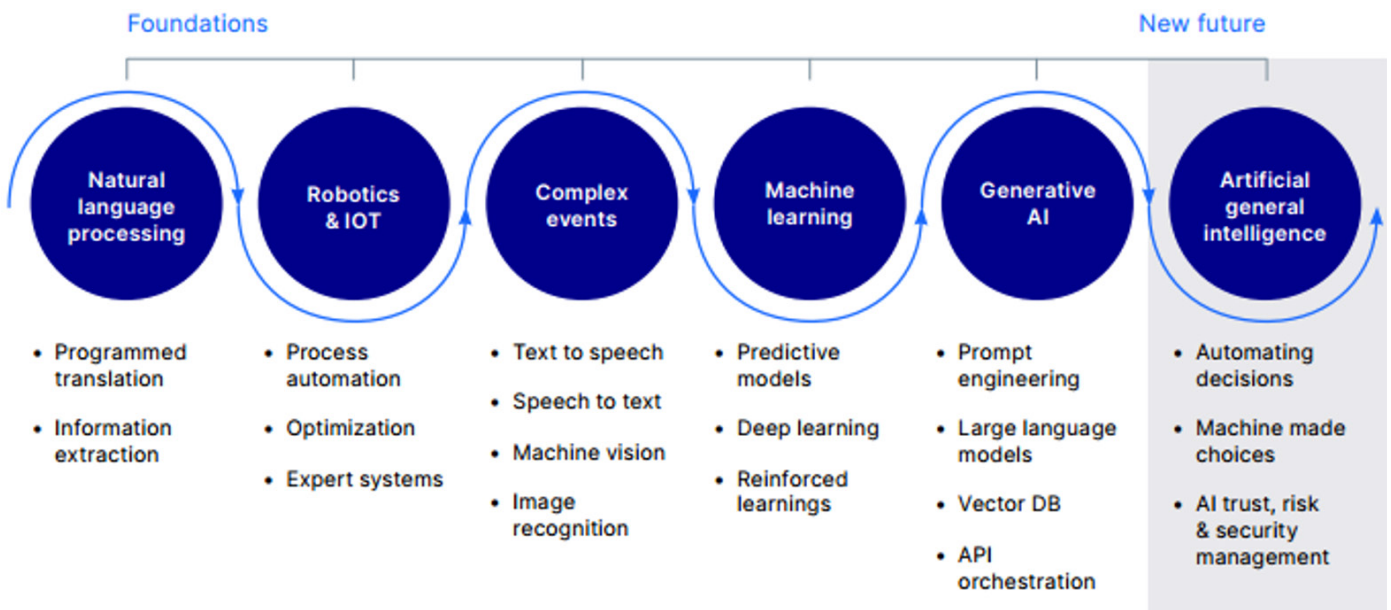 Foundations
New future
Natural
language
processing
Robotics
& IOT
Complex
events
Machine
learning
Generative
AI
Artificial
general
intelligence
• Programmed
translation
• Information
extraction
• Process
automation
• Optimization
• Expert systems
• Text to speech
• Speech to text
• Machine vision
• Image
recognition
• Predictive
models
• Deep learning
• Reinforced
learnings
• Prompt
engineering
• Large language
models
• Vector DB
• API
orchestration
• Automating
decisions
• Machine made
choices
• AI trust, risk
& security
management